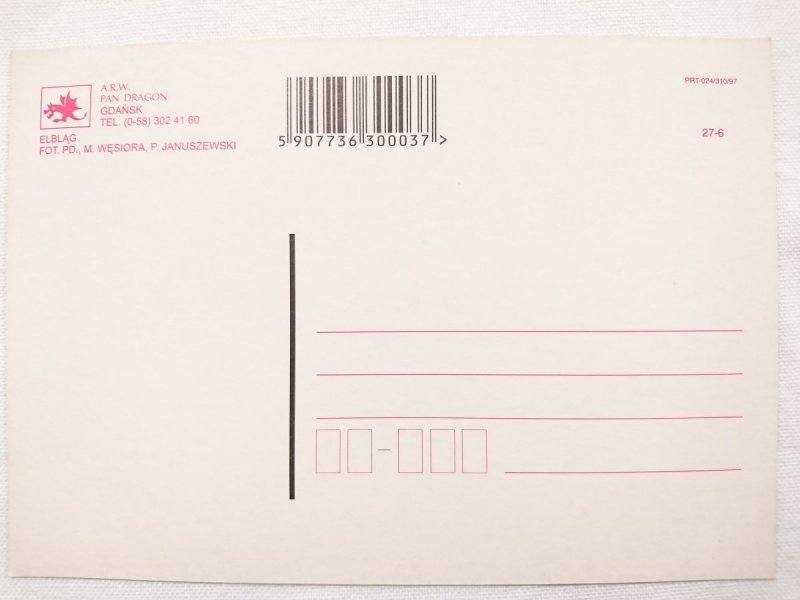 A.R.W.
PAN DRAGON
GDAŃSK
TEL. (0-58) 302 41 60
ELBLĄG
FOT. PD., M. WĘSIORA, P. JANUSZEWSKI
5 907736 300037 >
PRT-024/310/97
27-6